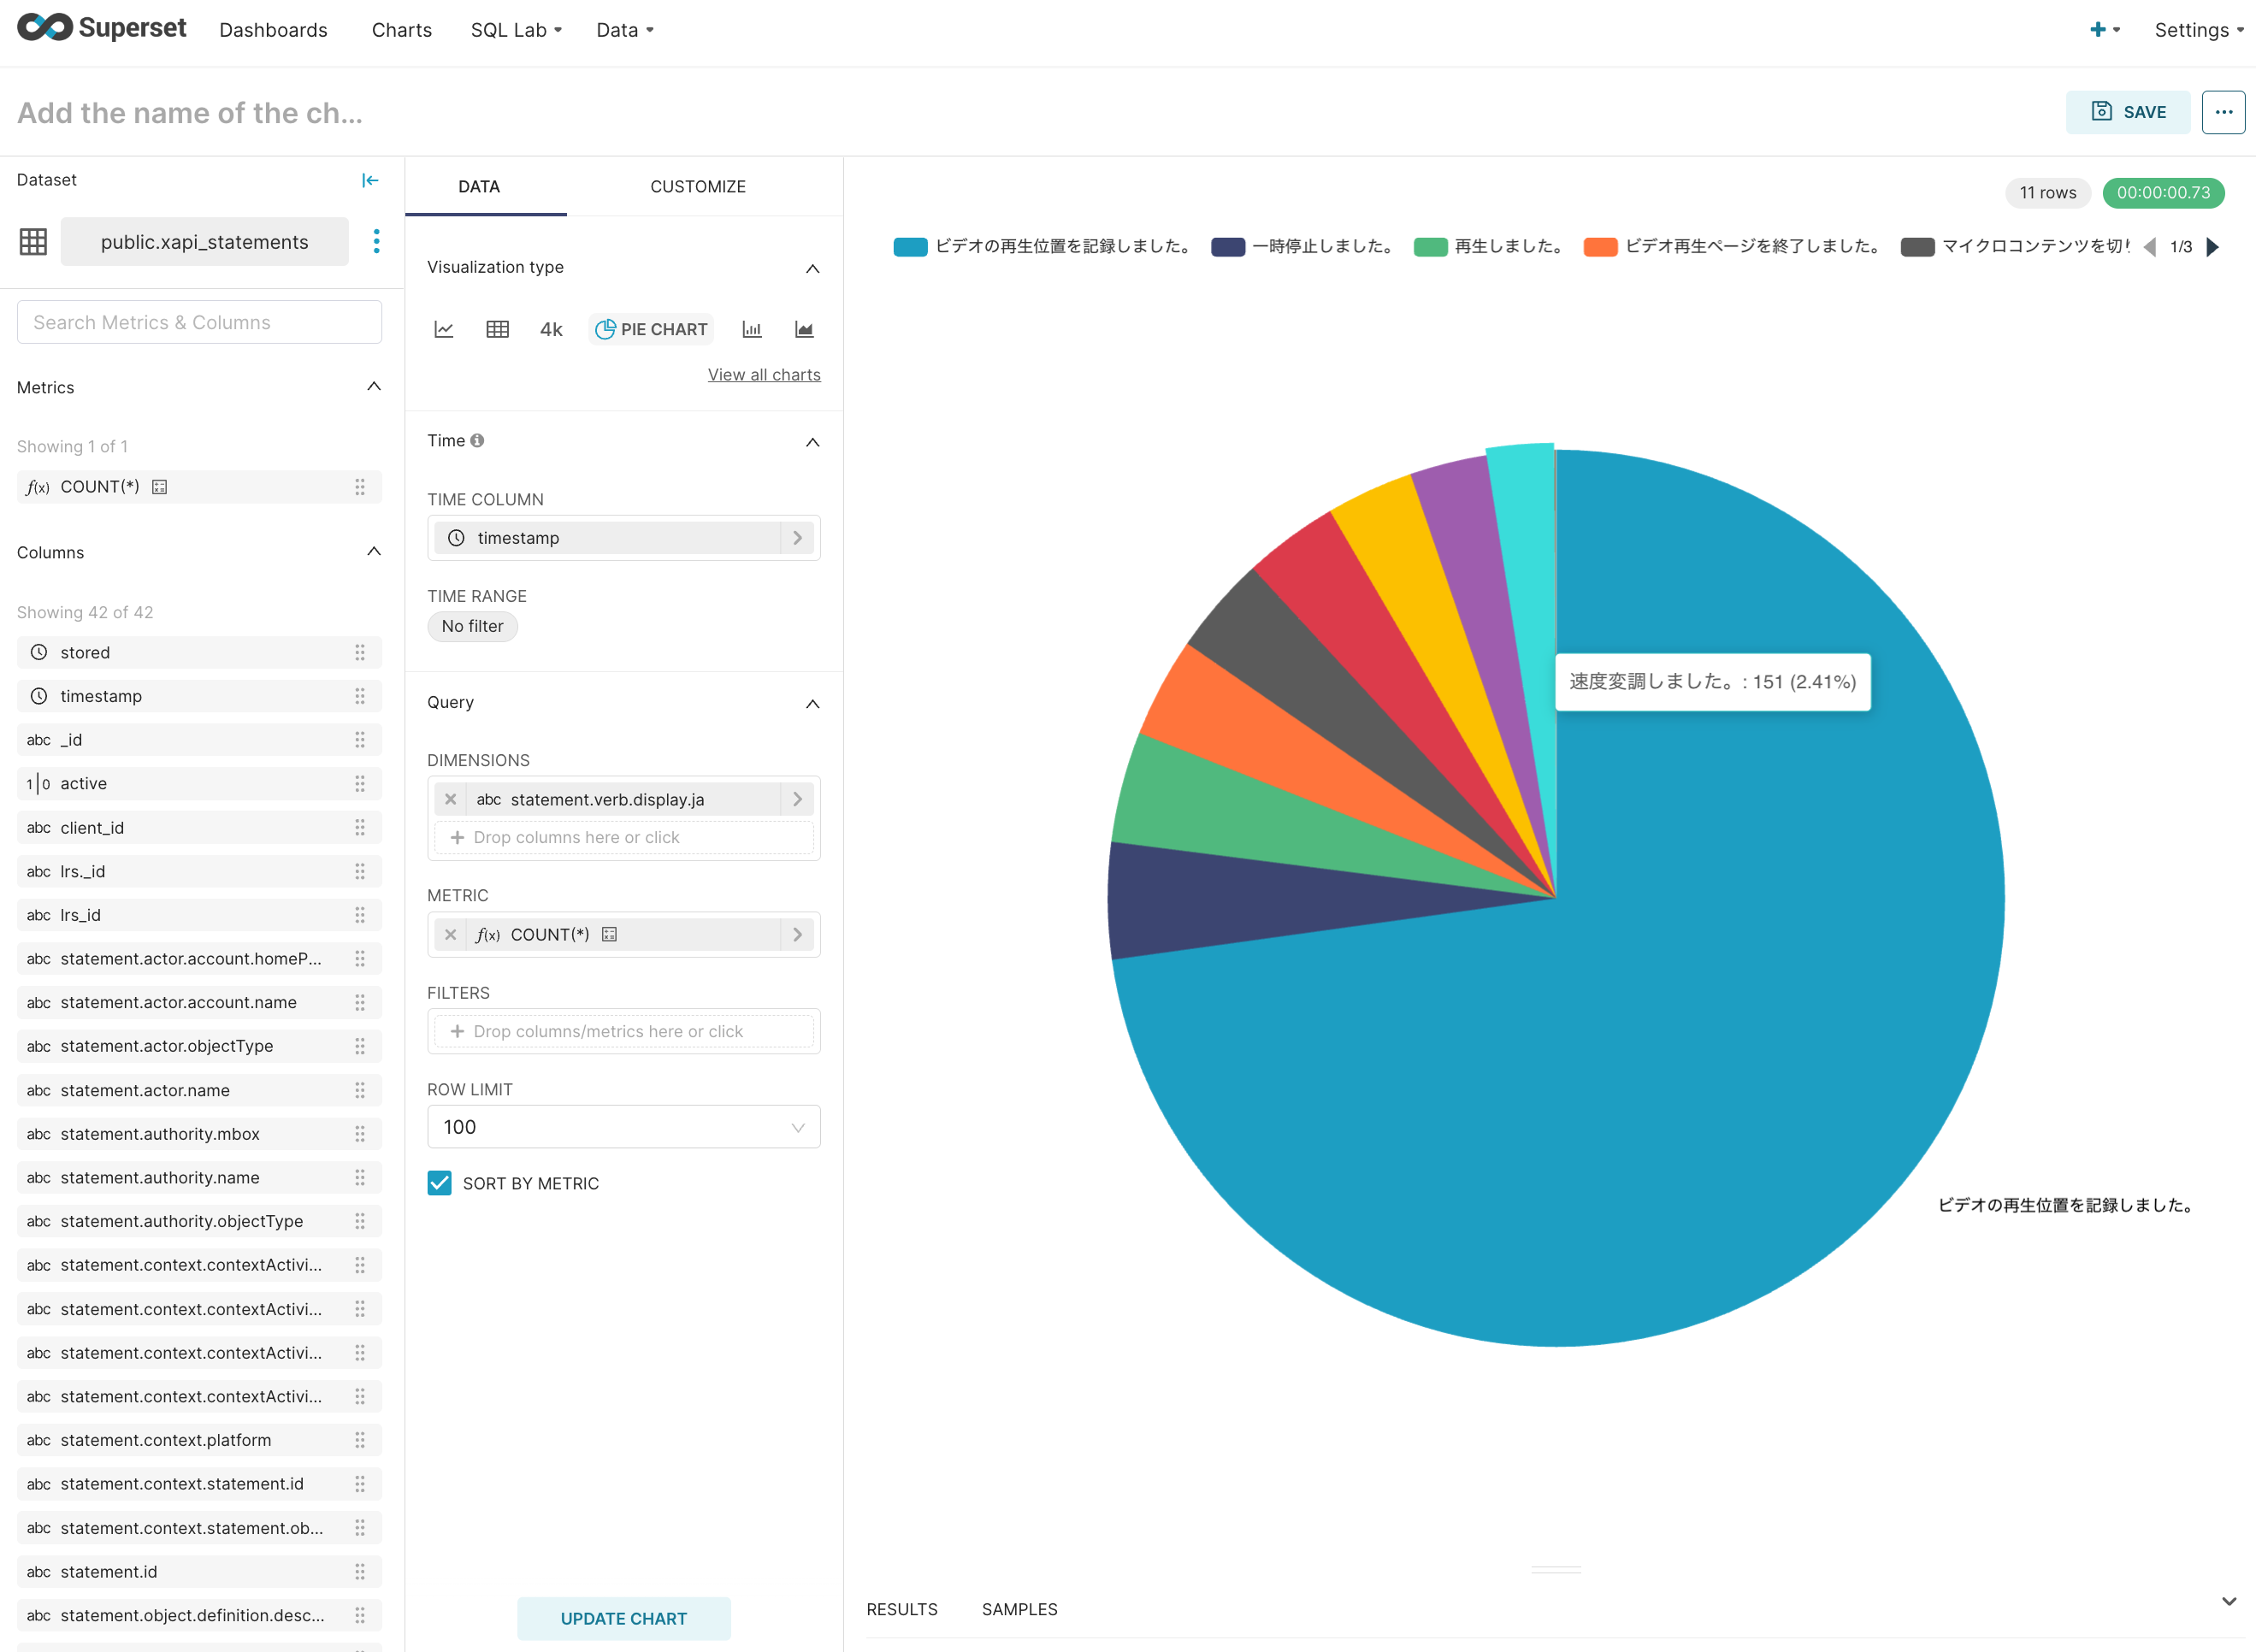 Superset
Dashboards
Charts
SQL Lab
Data
Settings
Add the name of the ch...
SAVE
Dataset
public.xapi_statements
Search Metrics & Columns
Metrics
Showing 1 of 1
f(x) COUNT(*)
Columns
Showing 42 of 42
stored
timestamp
abc _id
1|0 active
abc client_id
abc lrs._id
abc lrs_id
abc statement.actor.account.homeP...
abc statement.actor.account.name
abc statement.actor.objectType
abc statement.actor.name
abc statement.authority.mbox
abc statement.authority.name
abc statement.authority.objectType
abc statement.context.contextActivi...
abc statement.context.contextActivi...
abc statement.context.contextActivi...
abc statement.context.contextActivi...
abc statement.context.platform
abc statement.context.statement.id
abc statement.context.statement.ob...
abc statement.id
abc statement.object.definition.desc...
DATA
CUSTOMIZE
Visualization type
4k
PIE CHART
View all charts
Time
TIME COLUMN
timestamp
TIME RANGE
No filter
Query
DIMENSIONS
abc statement.verb.display.ja
+ Drop columns here or click
METRIC
f(x) COUNT(*)
FILTERS
+ Drop columns/metrics here or click
ROW LIMIT
100
SORT BY METRIC
UPDATE CHART
11 rows
00:00:00.73
ビデオの再生位置を記録しました。
一時停止しました。
再生しました。
ビデオ再生ページを終了しました。
マイクロコンテンツを切り
1/3
速度変調しました。: 151 (2.41%)
ビデオの再生位置を記録しました。
RESULTS
SAMPLES